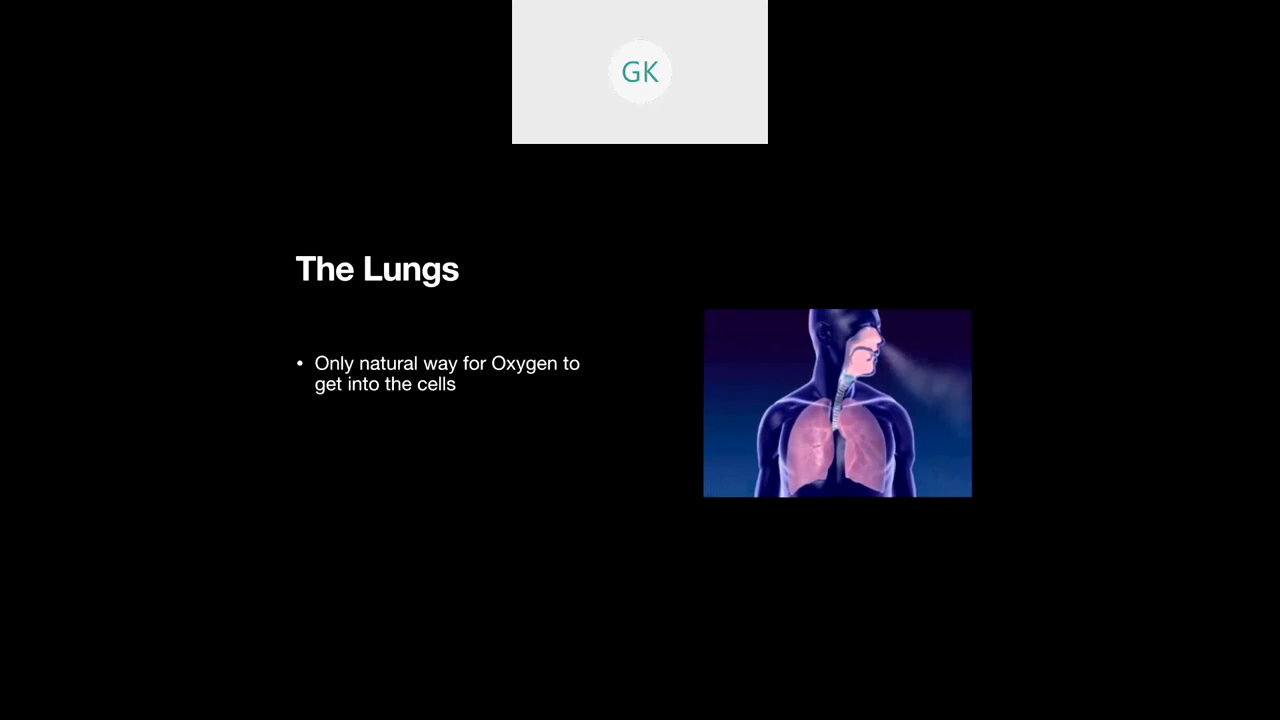 GK
The Lungs
• Only natural way for Oxygen to
get into the cells